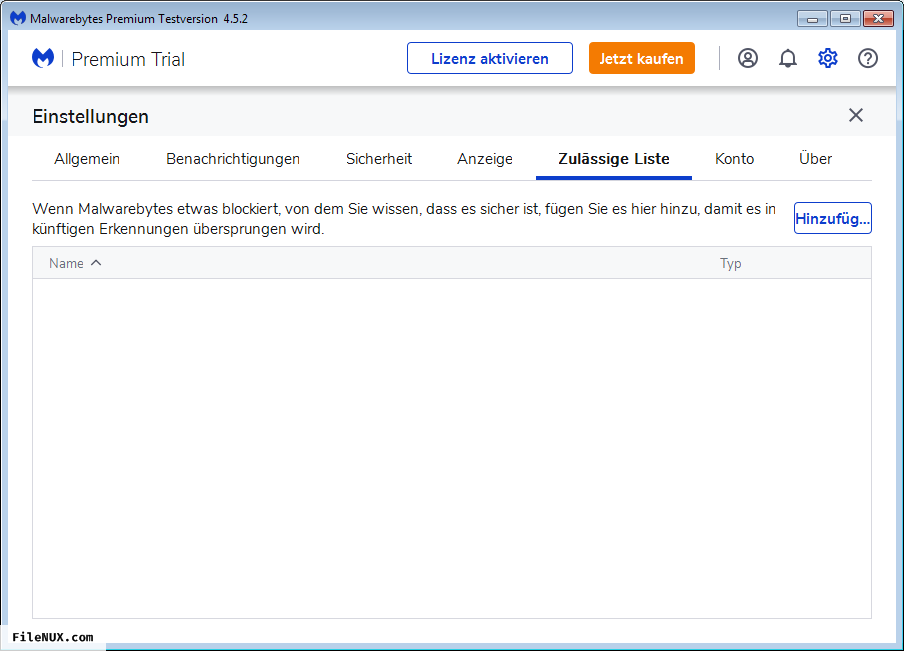 Malwarebytes Premium Testversion 4.5.2
Premium Trial
Lizenz aktivieren
Jetzt kaufen
Einstellungen
Allgemein Benachrichtigungen Sicherheit Anzeige Zulässige Liste Konto Über
Wenn Malwarebytes etwas blockiert, von dem Sie wissen, dass es sicher ist, fügen Sie es hier hinzu, damit es in
künftigen Erkennungen übersprungen wird.
Hinzufüg...
Name Typ
FileNUX.com